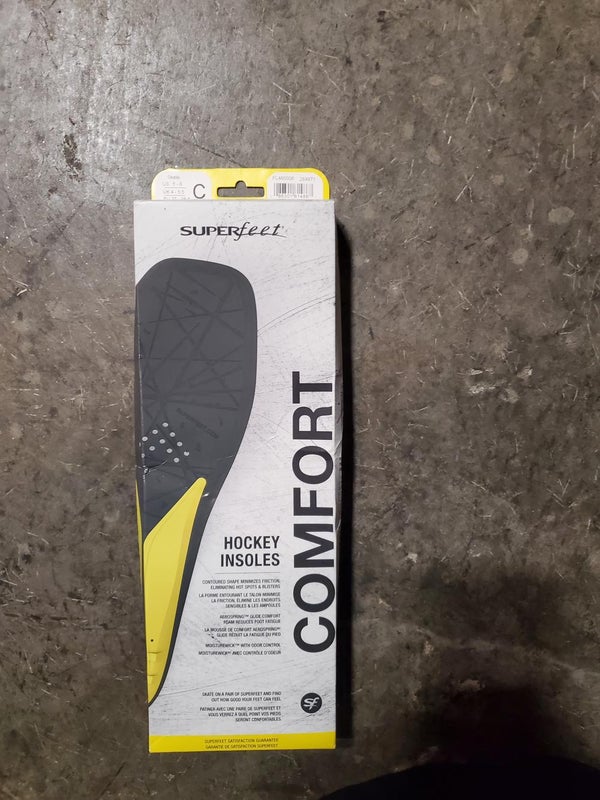 C
SUPERfeet
SUPERFEET.COM
COMFORT
HOCKEY
INSOLES
CONTOURED SHAPE MINIMIZES FRICTION,
ELIMINATING HOT SPOTS & BLISTERS
LA FORME ENTOURANT LE TALON MINIMISE
LA FRICTION, ÉLIMINE LES ENDROITS
SENSIBLES & LES AMPOULES
AEROSPRING™ GLIDE COMFORT
FOAM REDUCES FOOT FATIGUE
LA MOUSSE DE CONFORT AEROSPRING™
GLIDE RÉDUIT LA FATIGUE DU PIED
MOISTUREWICK™ WITH ODOR CONTROL
MOISTUREWICK™ AVEC CONTRÔLE D'ODEUR
SKATE ON A PAIR OF SUPERFEET AND FIND
OUT HOW GOOD YOUR FEET CAN FEEL
PATINER AVEC UNE PAIRE DE SUPERFEET ET
VOUS VERREZ À QUEL POINT VOS PIEDS
SERONT CONFORTABLES
sf
SUPERFEET SATISFACTION GUARANTEE
GARANTIE DE SATISFACTION SUPERFEET